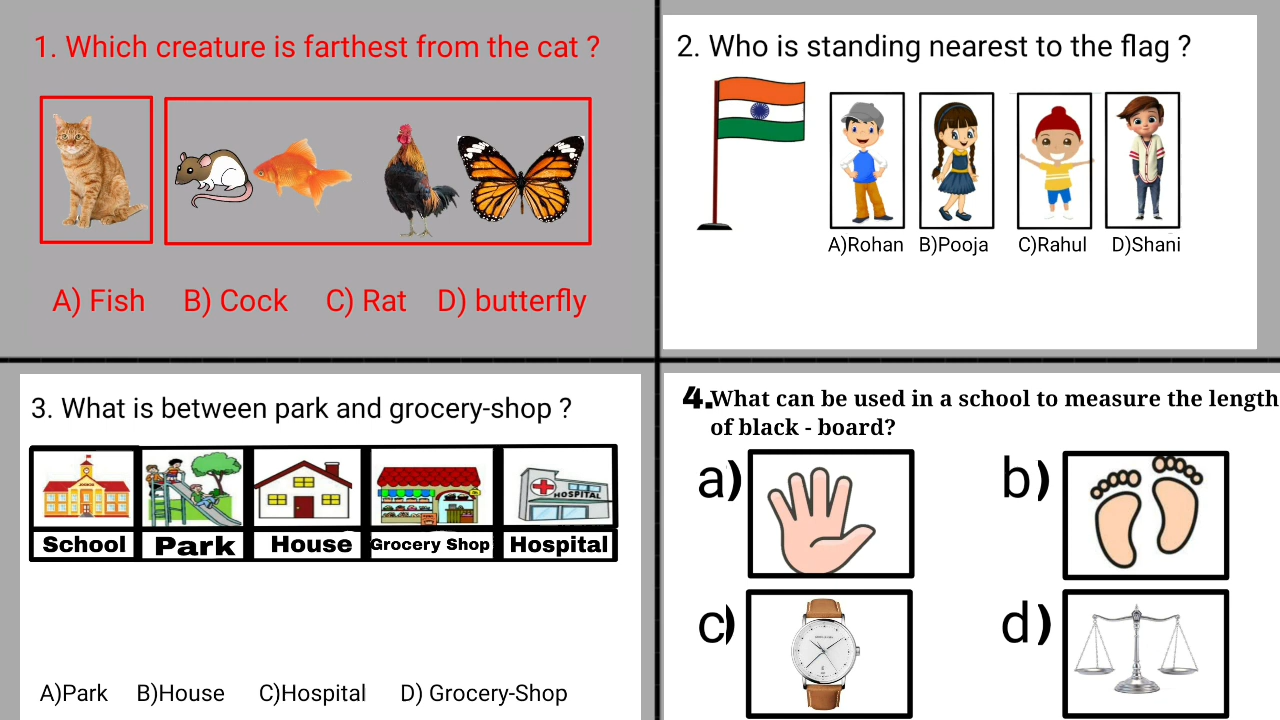 1. Which creature is farthest from the cat ?
A) Fish B) Cock C) Rat D) butterfly
2. Who is standing nearest to the flag ?
A)Rohan B)Pooja C)Rahul D)Shani
3. What is between park and grocery-shop ?
HOSPITAL
School Park House Grocery Shop Hospital
A)Park B)House C)Hospital D) Grocery-Shop
4.What can be used in a school to measure the length
of black - board?
a) b)
c) d)